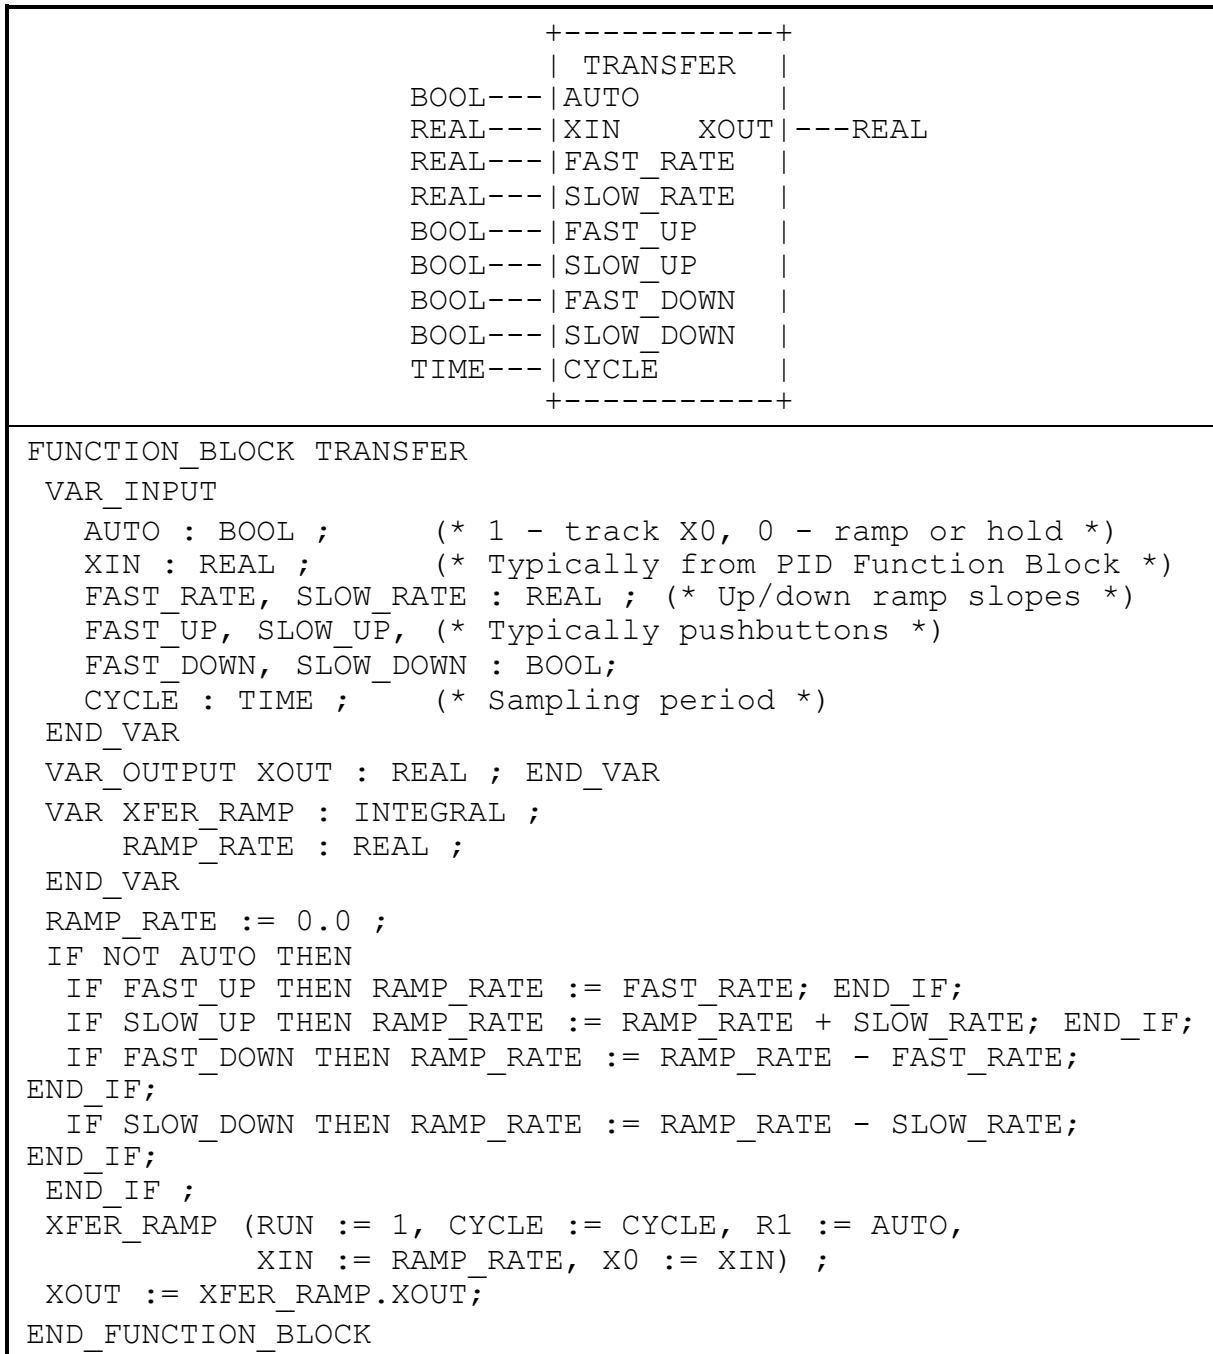 +-----------+
| TRANSFER |
BOOL---|AUTO |
REAL---|XIN XOUT|---REAL
REAL---|FAST_RATE |
REAL---|SLOW_RATE |
BOOL---|FAST_UP |
BOOL---|SLOW_UP |
BOOL---|FAST_DOWN |
BOOL---|SLOW_DOWN |
TIME---|CYCLE |
+-----------+
FUNCTION_BLOCK TRANSFER
VAR_INPUT
AUTO : BOOL ; (* 1 - track X0, 0 - ramp or hold *)
XIN : REAL ; (* Typically from PID Function Block *)
FAST_RATE, SLOW_RATE : REAL ; (* Up/down ramp slopes *)
FAST_UP, SLOW_UP, (* Typically pushbuttons *)
FAST_DOWN, SLOW_DOWN : BOOL;
CYCLE : TIME ; (* Sampling period *)
END_VAR
VAR_OUTPUT XOUT : REAL ; END_VAR
VAR XFER_RAMP : INTEGRAL ;
RAMP_RATE : REAL ;
END_VAR
RAMP_RATE := 0.0 ;
IF NOT AUTO THEN
IF FAST_UP THEN RAMP_RATE := FAST_RATE; END_IF;
IF SLOW_UP THEN RAMP_RATE := RAMP_RATE + SLOW_RATE; END_IF;
IF FAST_DOWN THEN RAMP_RATE := RAMP_RATE - FAST_RATE;
END_IF;
IF SLOW_DOWN THEN RAMP_RATE := RAMP_RATE - SLOW_RATE;
END_IF;
END_IF ;
XFER_RAMP (RUN := 1, CYCLE := CYCLE, R1 := AUTO,
XIN := RAMP_RATE, X0 := XIN) ;
XOUT := XFER_RAMP.XOUT;
END_FUNCTION_BLOCK